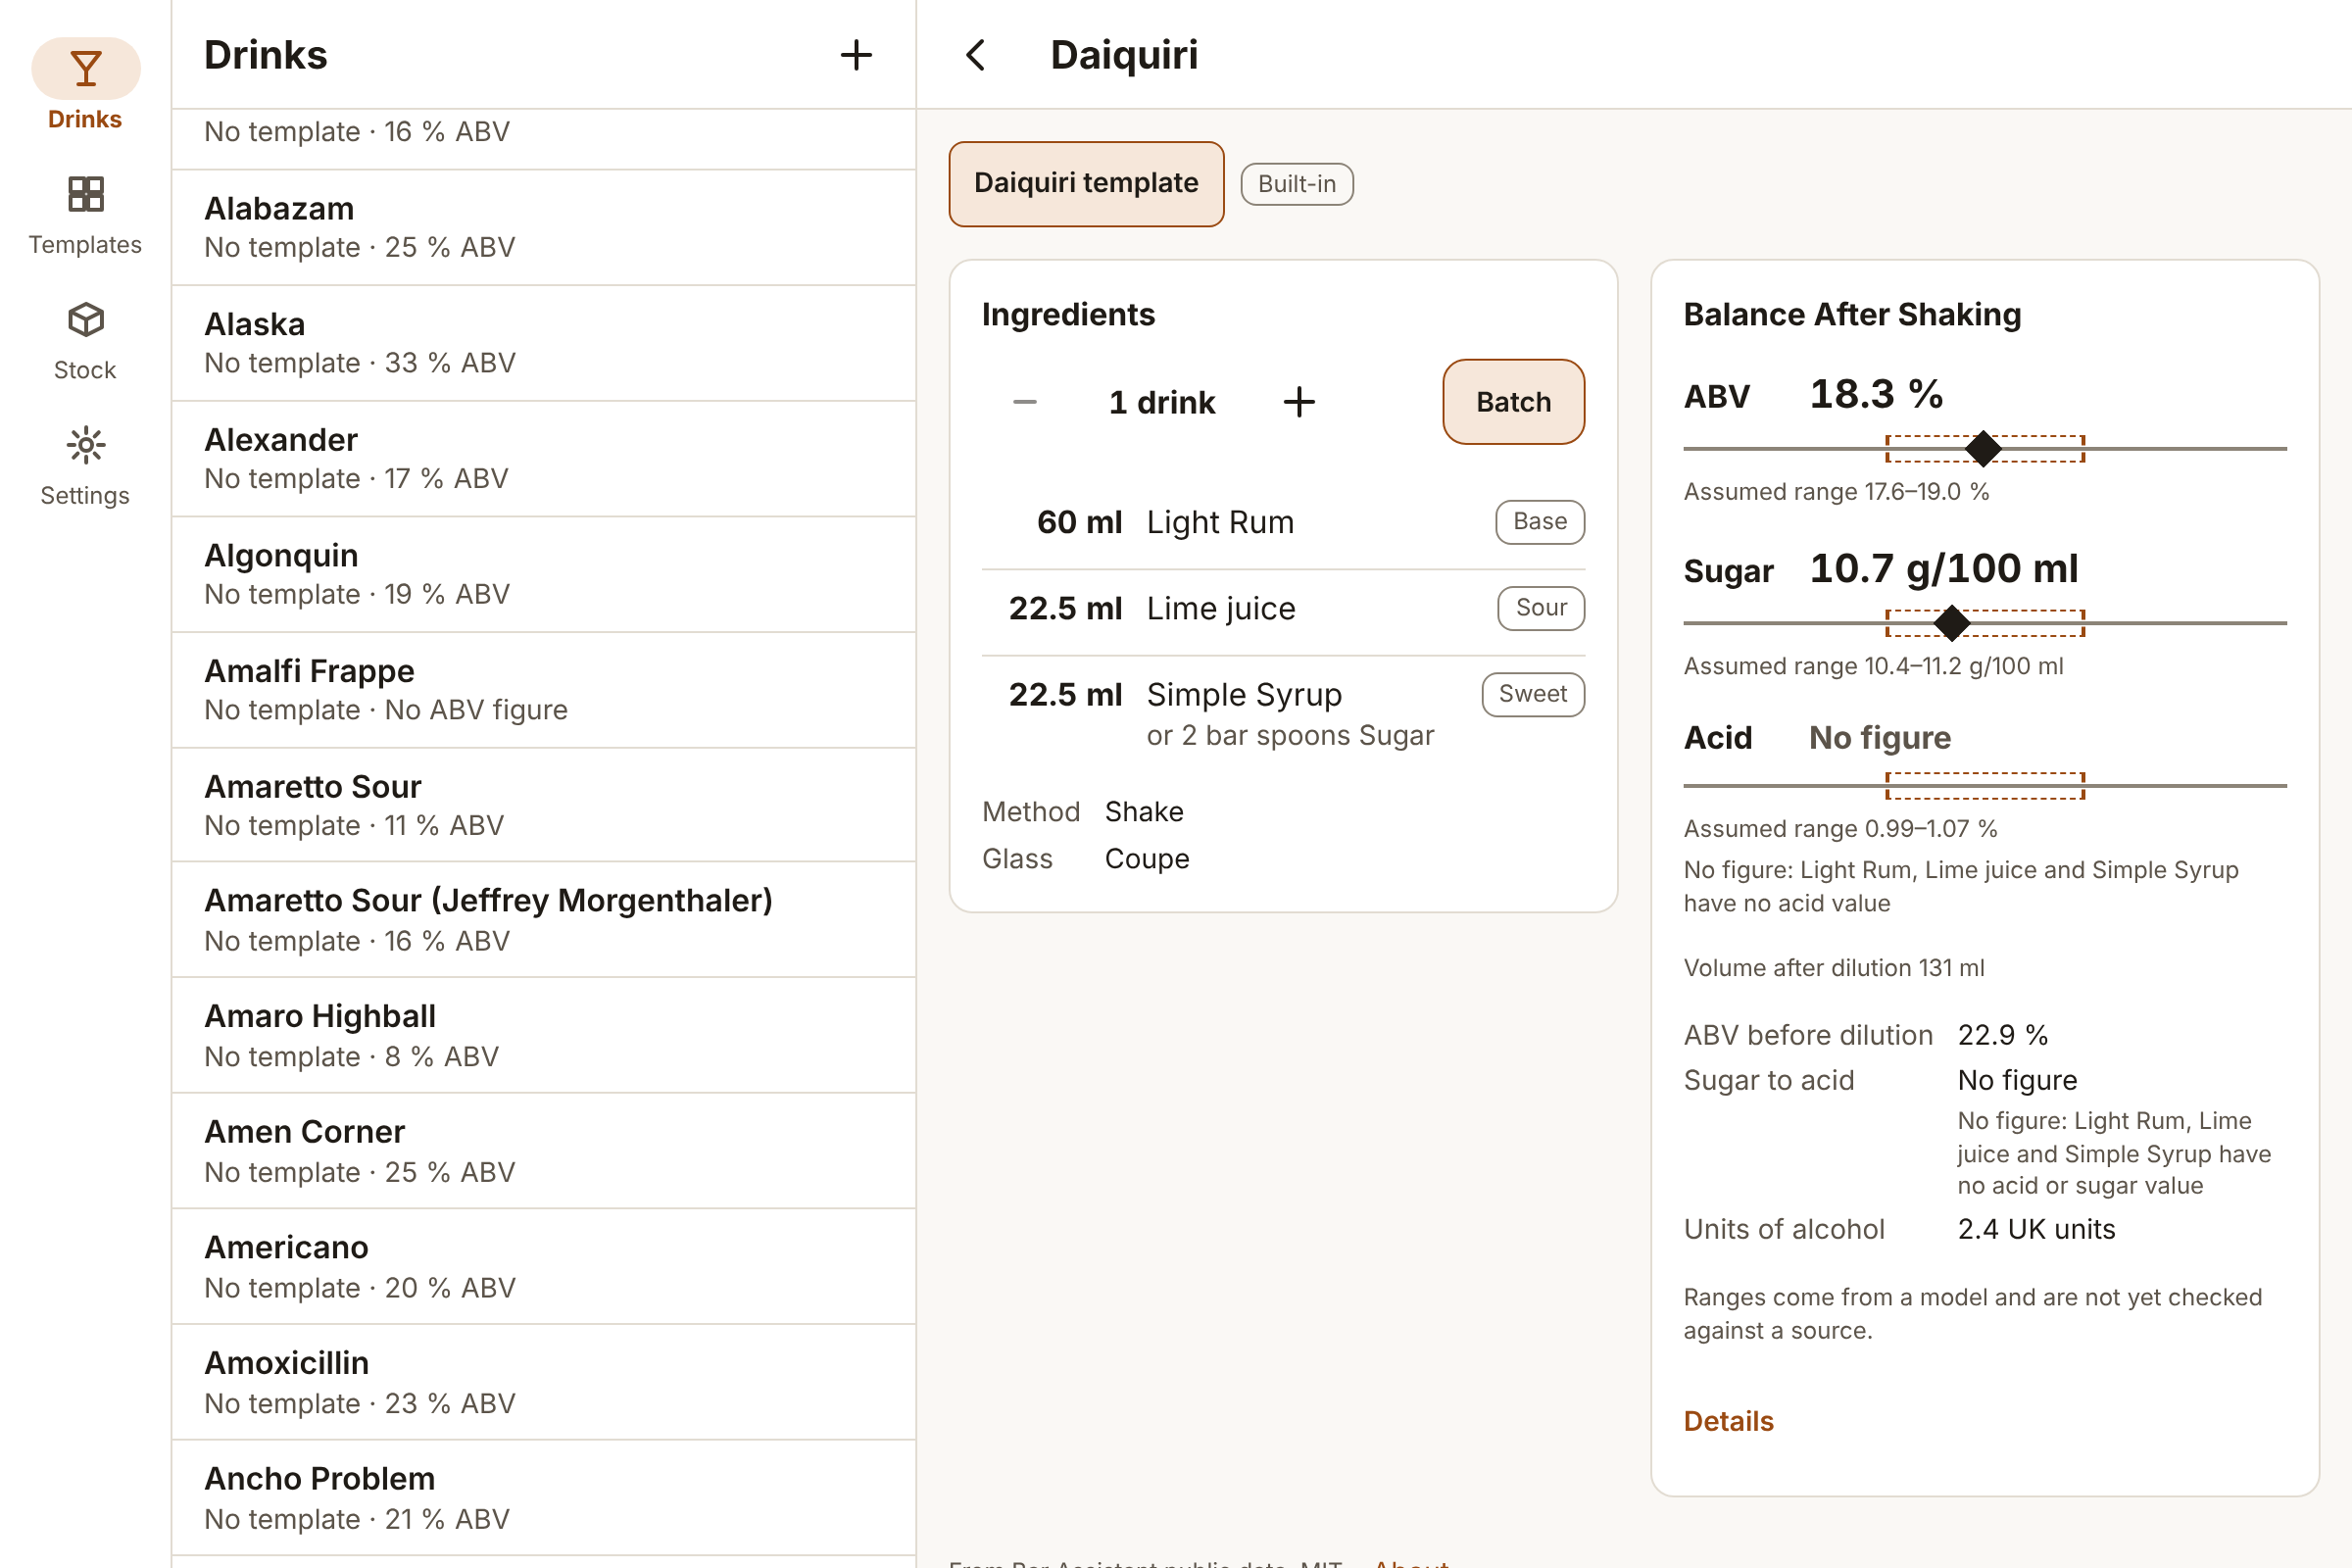 Drinks
Templates
Stock
Settings
Drinks
No template · 16 % ABV
Alabazam
No template · 25 % ABV
Alaska
No template · 33 % ABV
Alexander
No template · 17 % ABV
Algonquin
No template · 19 % ABV
Amalfi Frappe
No template · No ABV figure
Amaretto Sour
No template · 11 % ABV
Amaretto Sour (Jeffrey Morgenthaler)
No template · 16 % ABV
Amaro Highball
No template · 8 % ABV
Amen Corner
No template · 25 % ABV
Americano
No template · 20 % ABV
Amoxicillin
No template · 23 % ABV
Ancho Problem
No template · 21 % ABV
Daiquiri
Daiquiri template
Built-in
Ingredients
1 drink
Batch
60 ml Light Rum Base
22.5 ml Lime juice Sour
22.5 ml Simple Syrup Sweet
or 2 bar spoons Sugar
Method Shake
Glass Coupe
Balance After Shaking
ABV 18.3 %
Assumed range 17.6–19.0 %
Sugar 10.7 g/100 ml
Assumed range 10.4–11.2 g/100 ml
Acid No figure
Assumed range 0.99–1.07 %
No figure: Light Rum, Lime juice and Simple Syrup
have no acid value
Volume after dilution 131 ml
ABV before dilution 22.9 %
Sugar to acid No figure
No figure: Light Rum, Lime
juice and Simple Syrup have
no acid or sugar value
Units of alcohol 2.4 UK units
Ranges come from a model and are not yet checked
against a source.
Details
From Bar Assistant public data, MIT About